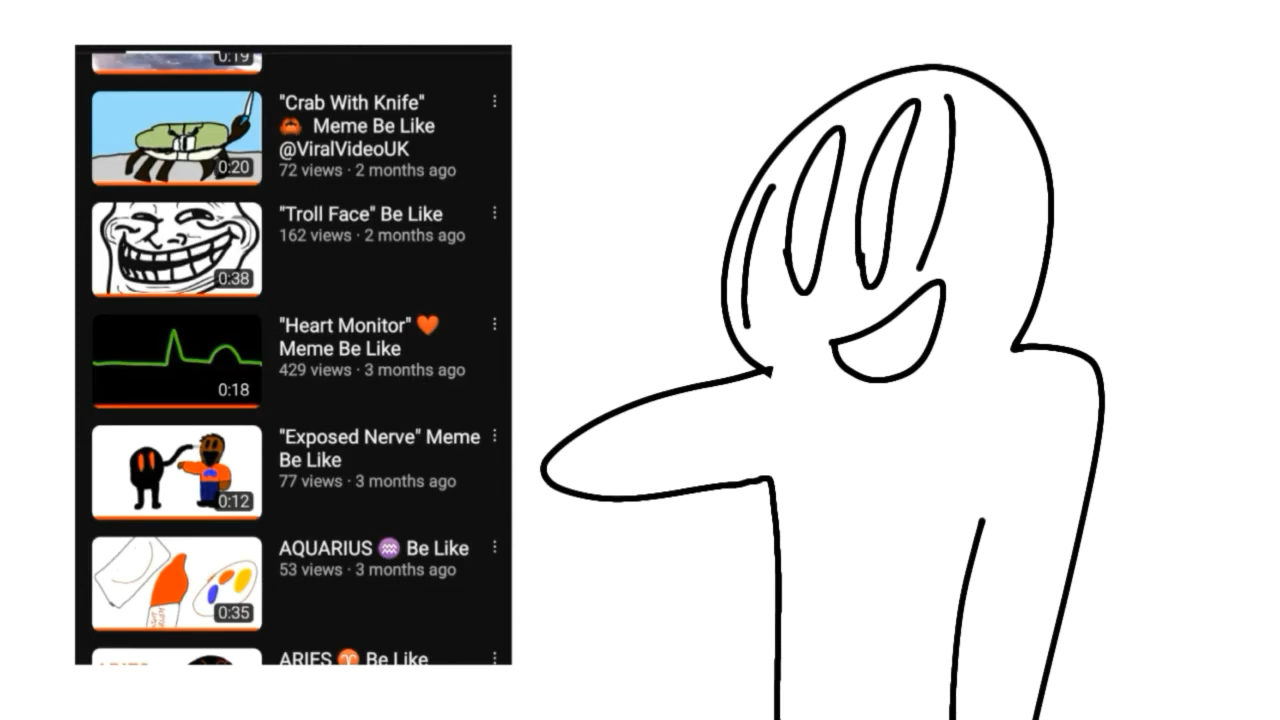 0:19
"Crab With Knife"
🦀 Meme Be Like
@ViralVideoUK
72 views · 2 months ago
0:20
"Troll Face" Be Like
162 views · 2 months ago
0:38
"Heart Monitor" 🧡
Meme Be Like
429 views · 3 months ago
0:18
"Exposed Nerve" Meme
Be Like
77 views · 3 months ago
0:12
AQUARIUS ♒ Be Like
53 views · 3 months ago
0:35
ARIES ♈ Be Like